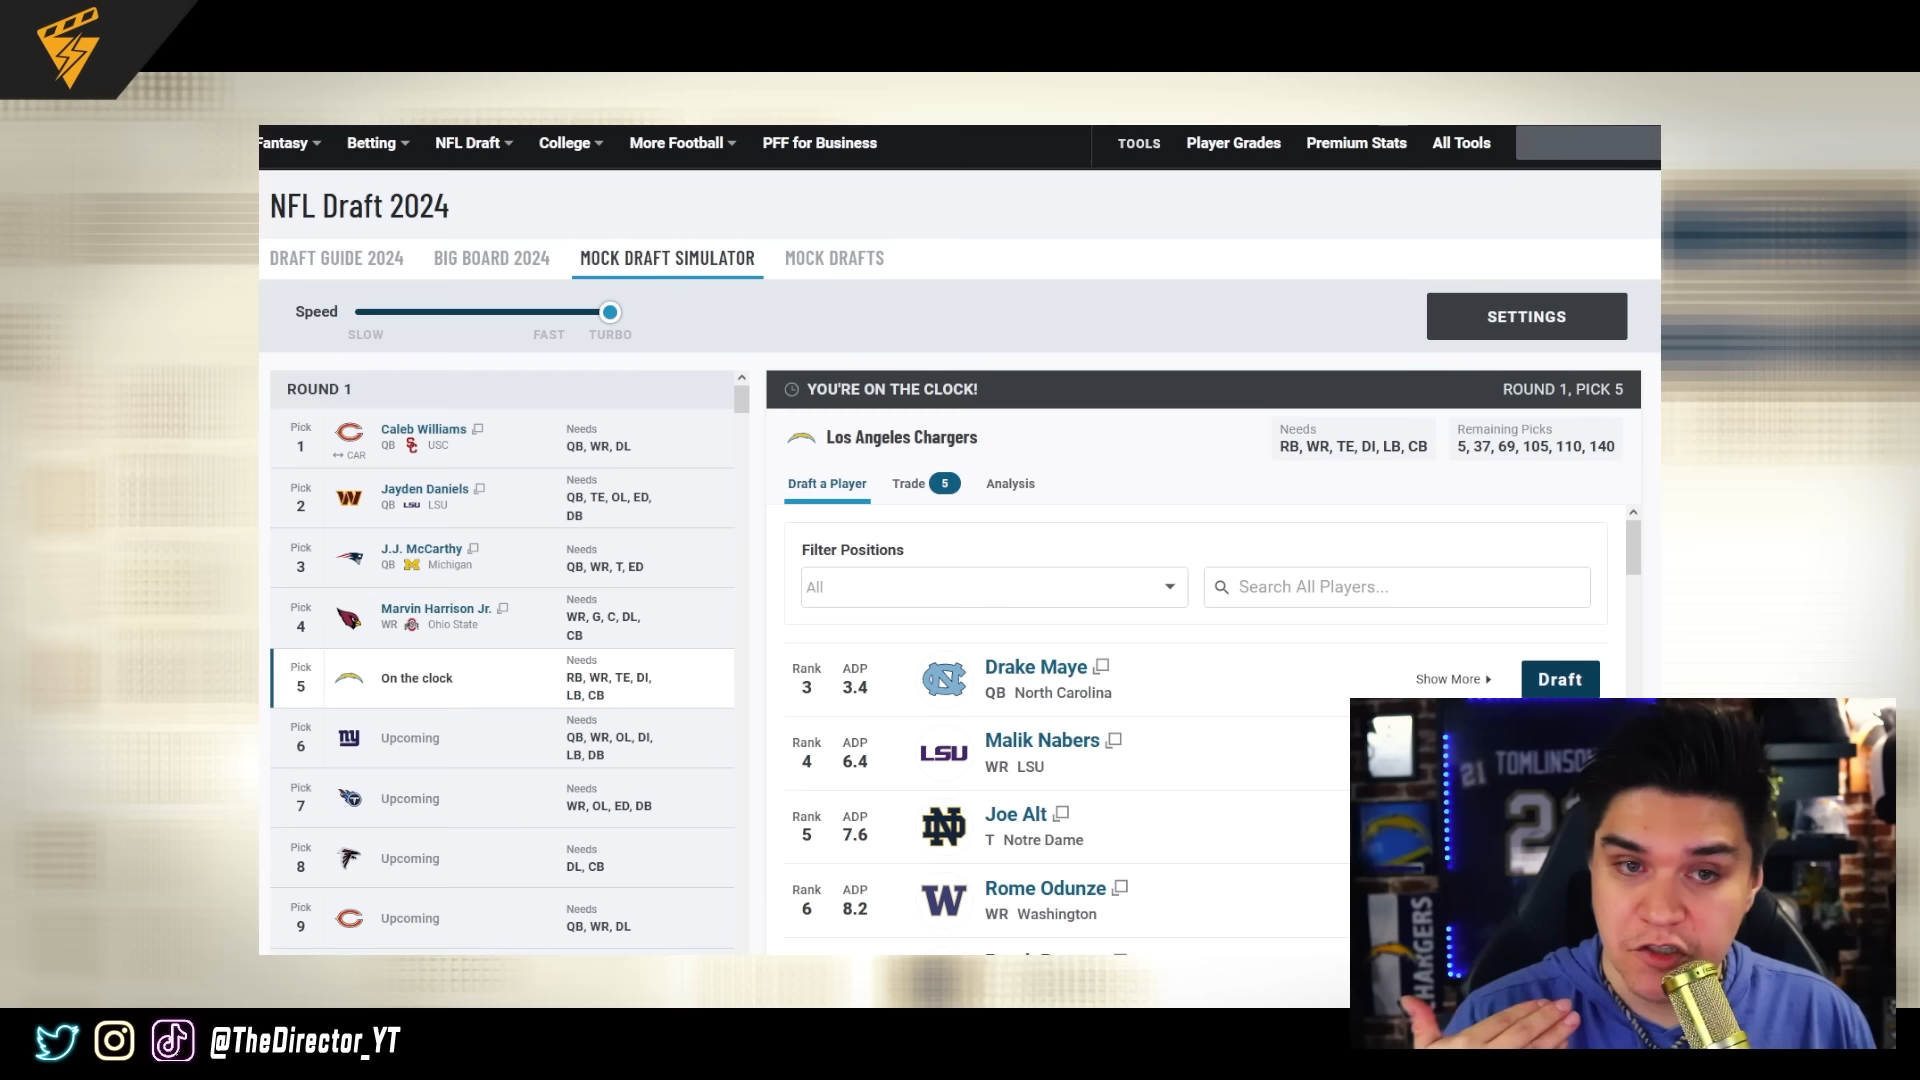 Fantasy Betting NFL Draft College More Football PFF for Business TOOLS Player Grades Premium Stats All Tools
NFL Draft 2024
DRAFT GUIDE 2024 BIG BOARD 2024 MOCK DRAFT SIMULATOR MOCK DRAFTS
Speed
SLOW FAST TURBO
SETTINGS
ROUND 1
Pick
1
CAR
Caleb Williams
QB SC USC
Needs
QB, WR, DL
Pick
2
W
Jayden Daniels
QB LSU LSU
Needs
QB, TE, OL, ED,
DB
Pick
3
J.J. McCarthy
QB M Michigan
Needs
QB, WR, T, ED
Pick
4
Marvin Harrison Jr.
WR Ohio State
Needs
WR, G, C, DL,
CB
Pick
5
On the clock
Needs
RB, WR, TE, DI,
LB, CB
Pick
6
ny
Upcoming
Needs
QB, WR, OL, DI,
LB, DB
Pick
7
Upcoming
Needs
WR, OL, ED, DB
Pick
8
Upcoming
Needs
DL, CB
Pick
9
Upcoming
Needs
QB, WR, DL
YOU'RE ON THE CLOCK! ROUND 1, PICK 5
Los Angeles Chargers
Needs
RB, WR, TE, DI, LB, CB
Remaining Picks
5, 37, 69, 105, 110, 140
Draft a Player Trade 5 Analysis
Filter Positions
All
Search All Players...
Rank ADP
3 3.4
Drake Maye
QB North Carolina
Show More Draft
Rank ADP
4 6.4
LSU
Malik Nabers
WR LSU
Rank ADP
5 7.6
ND
Joe Alt
T Notre Dame
Rank ADP
6 8.2
W
Rome Odunze
WR Washington
21 TOMLINSON
2
CHARGERS
@TheDirector_YT